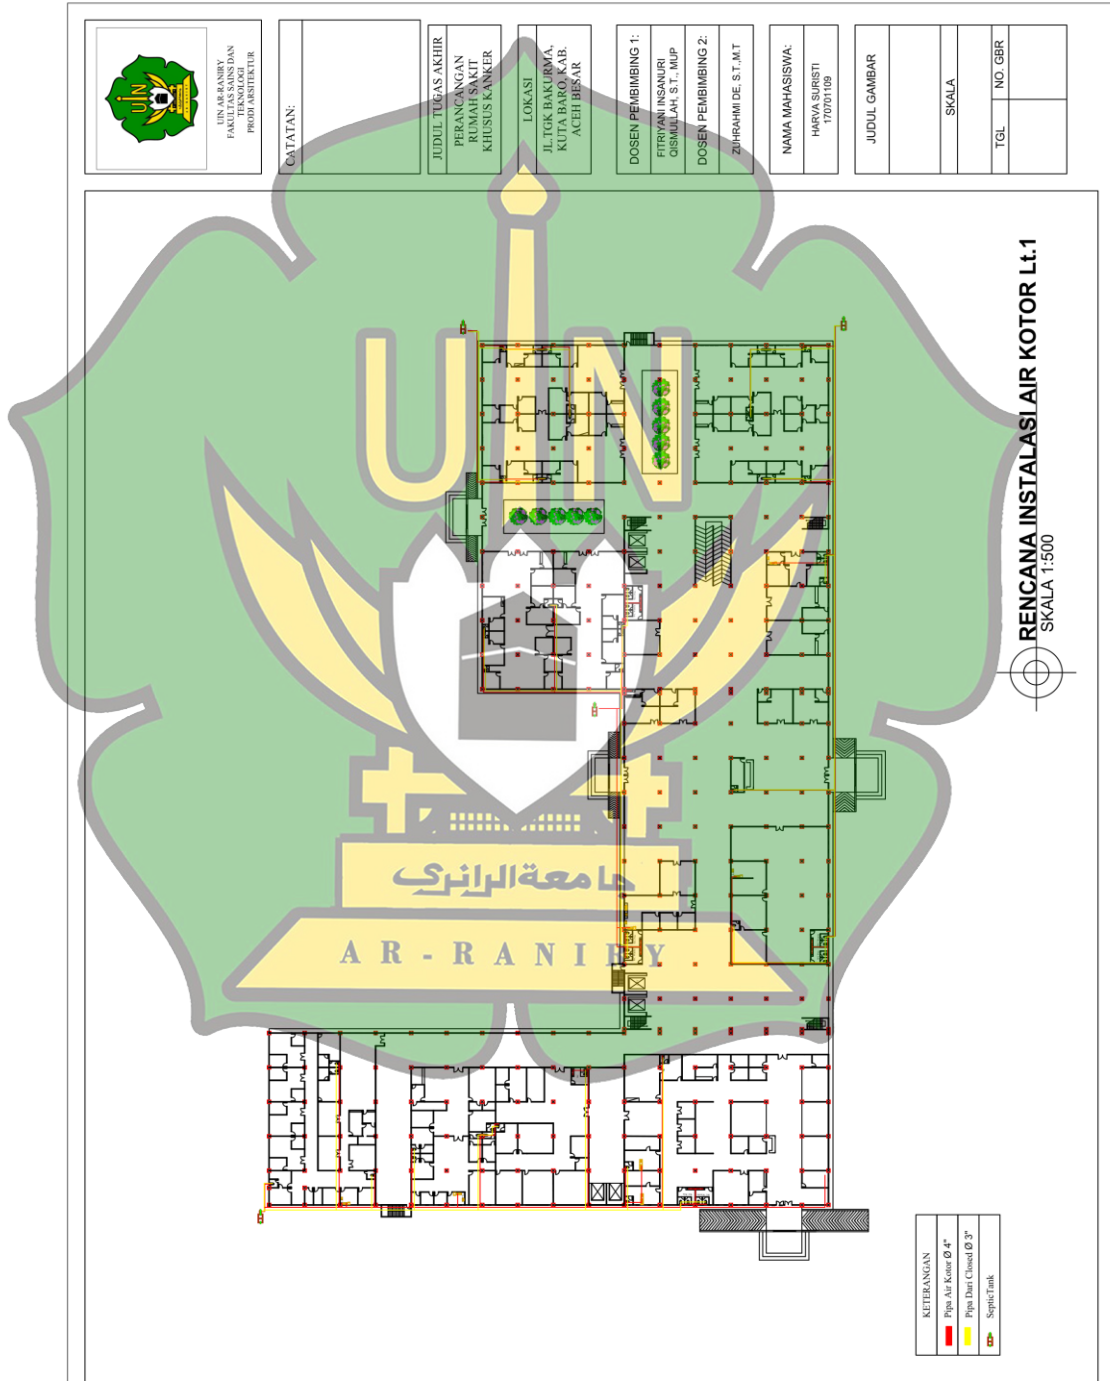 UIN
UIN AR-RANIRY
FAKULTAS SAINS DAN
TEKNOLOGI
PRODI ARSITEKTUR
CATATAN:
JUDUL TUGAS AKHIR
PERANCANGAN
RUMAH SAKIT
KHUSUS KANKER
LOKASI
JL.TGK BAKURMA,
KUTA BARO, KAB.
ACEH BESAR
DOSEN PEMBIMBING 1:
FITRIYANI INSANURI
QISMULLAH, S.T., MUP
DOSEN PEMBIMBING 2:
ZUHRAHMI DE, S.T.,M.T
NAMA MAHASISWA:
HARVA SURISTI
170701109
JUDUL GAMBAR
SKALA
TGL
NO. GBR
RENCANA INSTALASI AIR KOTOR Lt.1
SKALA 1:500
UIN
جامعة الرانري
AR-RANIRY
KETERANGAN
Pipa Air Kotor Ø 4"
Pipa Dari Closed Ø 3"
SepticTank